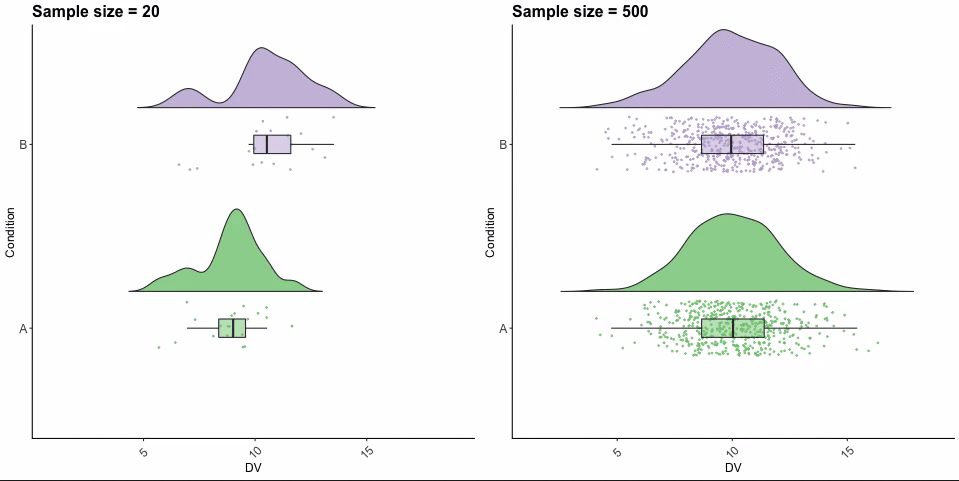 Sample size = 20
B
Condition
A
5
10
15
DV
Sample size = 500
B
Condition
A
5
10
15
DV